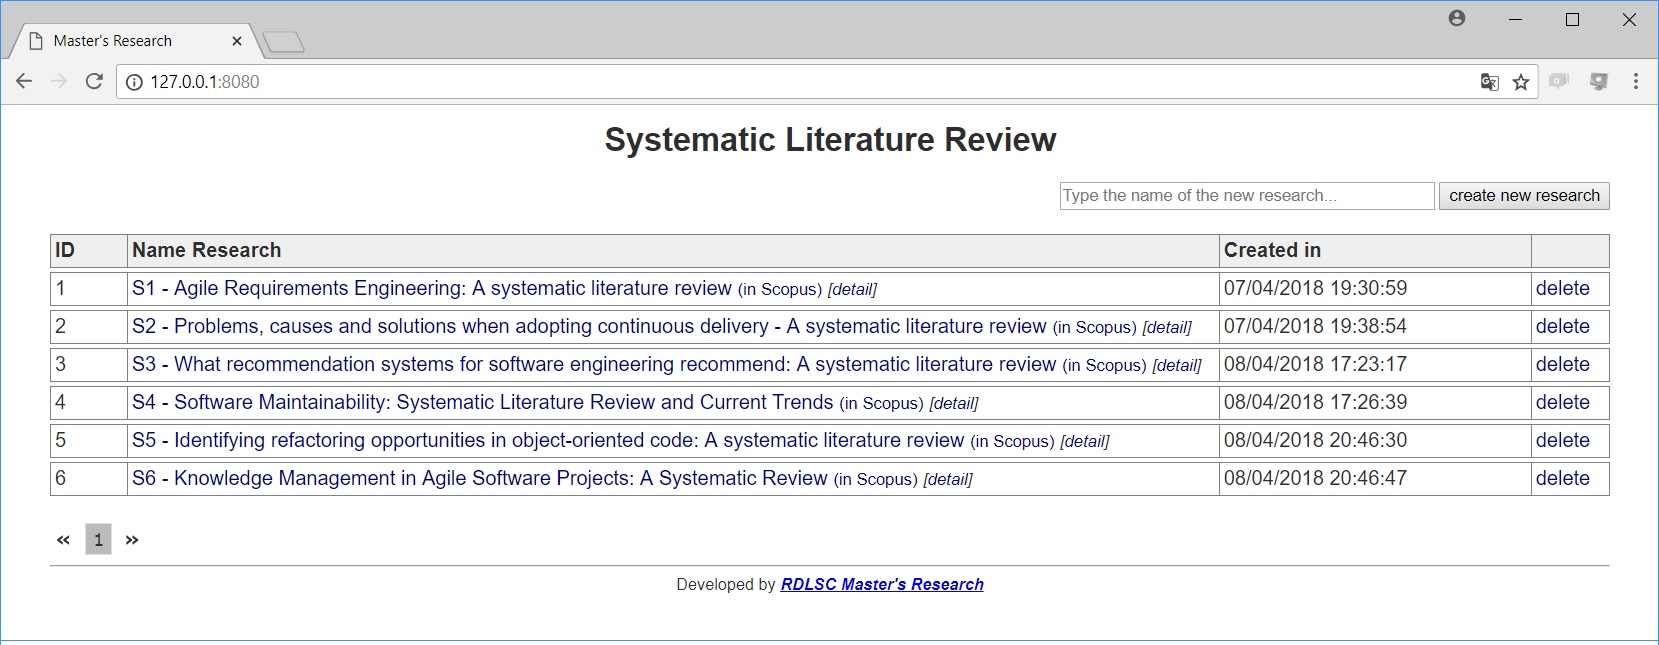 Master's Research
127.0.0.1:8080
Systematic Literature Review
Type the name of the new research... create new research
ID Name Research Created in
1 S1 - Agile Requirements Engineering: A systematic literature review (in Scopus) [detail] 07/04/2018 19:30:59 delete
2 S2 - Problems, causes and solutions when adopting continuous delivery - A systematic literature review (in Scopus) [detail] 07/04/2018 19:38:54 delete
3 S3 - What recommendation systems for software engineering recommend: A systematic literature review (in Scopus) [detail] 08/04/2018 17:23:17 delete
4 S4 - Software Maintainability: Systematic Literature Review and Current Trends (in Scopus) [detail] 08/04/2018 17:26:39 delete
5 S5 - Identifying refactoring opportunities in object-oriented code: A systematic literature review (in Scopus) [detail] 08/04/2018 20:46:30 delete
6 S6 - Knowledge Management in Agile Software Projects: A Systematic Review (in Scopus) [detail] 08/04/2018 20:46:47 delete
« 1 »
Developed by RDLSC Master's Research